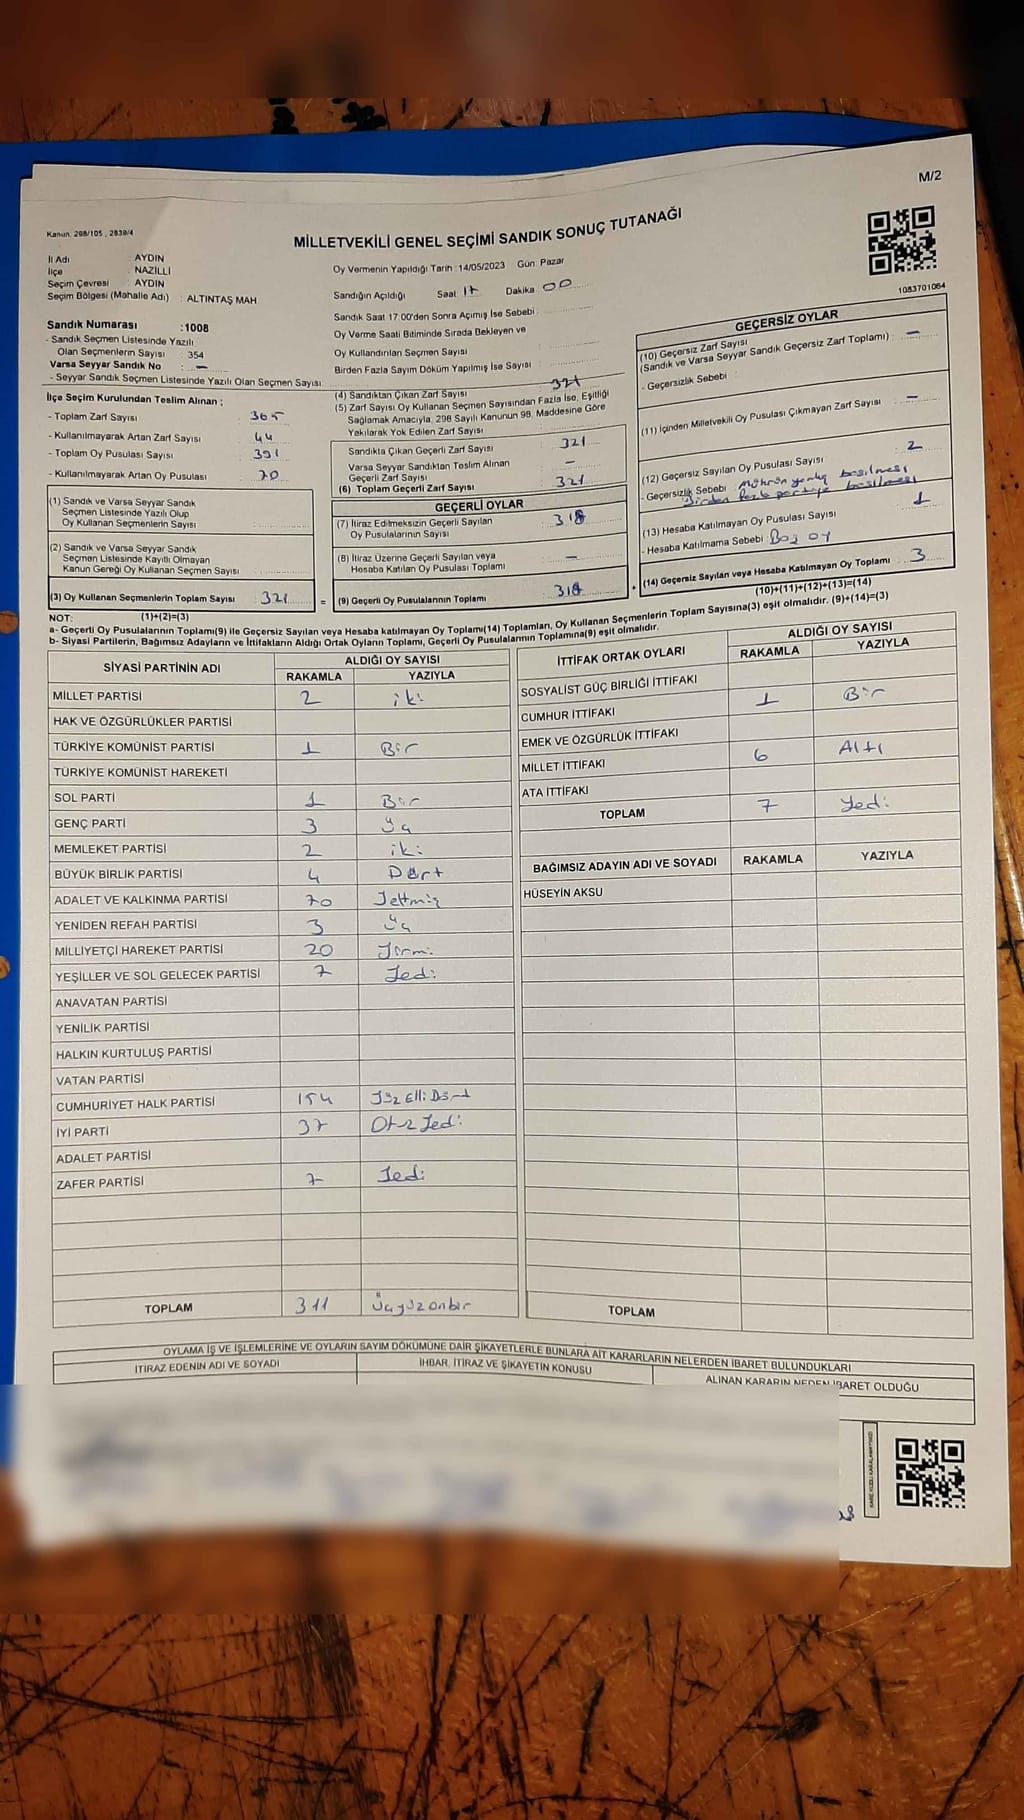 M/2
Kanun, 298/105 , 2839/4
MİLLETVEKİLİ GENEL SEÇİMİ SANDIK SONUÇ TUTANAĞI
1083701064
İl Adı : AYDIN
İlçe : NAZİLLİ
Seçim Çevresi : AYDIN
Seçim Bölgesi (Mahalle Adı) : ALTINTAŞ MAH
Sandık Numarası :1008
- Sandık Seçmen Listesinde Yazılı
Olan Seçmenlerin Sayısı : 354
Varsa Seyyar Sandık No : -
- Seyyar Sandık Seçmen Listesinde Yazılı Olan Seçmen Sayısı
Oy Vermenin Yapıldığı Tarih :14/05/2023 Gün: Pazar
Sandığın Açıldığı Saat 17 Dakika 00
Sandık Saat 17:00'den Sonra Açımış İse Sebebi :
Oy Verme Saati Bitiminde Sırada Bekleyen ve
Oy Kullandırılan Seçmen Sayısı
Birden Fazla Sayım Döküm Yapılmış İse Sayısı
İlçe Seçim Kurulundan Teslim Alınan ;
- Toplam Zarf Sayısı : 365
- Kullanılmayarak Artan Zarf Sayısı : 44
- Toplam Oy Pusulası Sayısı : 391
- Kullanılmayarak Artan Oy Pusulası : 70
(4) Sandıktan Çıkan Zarf Sayısı : 321
(5) Zarf Sayısı Oy Kullanan Seçmen Sayısından Fazla İse, Eşitliği
Sağlamak Amacıyla, 298 Sayılı Kanunun 98. Maddesine Göre
Yakılarak Yok Edilen Zarf Sayısı
Sandıkta Çıkan Geçerli Zarf Sayısı : 321
Varsa Seyyar Sandıktan Teslim Alınan
Geçerli Zarf Sayısı : -
(6) Toplam Geçerli Zarf Sayısı : 321
GEÇERSİZ OYLAR
(10) Geçersiz Zarf Sayısı
(Sandık ve Varsa Seyyar Sandık Geçersiz Zarf Toplamı) : -
- Geçersizlik Sebebi :
(11) İçinden Milletvekili Oy Pusulası Çıkmayan Zarf Sayısı -
(12) Geçersiz Sayılan Oy Pusulası Sayısı 2
- Geçersizlik Sebebi mührün yanlış basılması
Birden fazla partiye basılması
(13) Hesaba Katılmayan Oy Pusulası Sayısı 1
- Hesaba Katılmama Sebebi : Boş oy
(14) Geçersiz Sayılan veya Hesaba Katılmayan Oy Toplamı 3
(10)+(11)+(12)+(13)=(14)
(1) Sandık ve Varsa Seyyar Sandık
Seçmen Listesinde Yazılı Olup
Oy Kullanan Seçmenlerin Sayısı :
(2) Sandık ve Varsa Seyyar Sandık
Seçmen Listesinde Kayıtlı Olmayan
Kanun Gereği Oy Kullanan Seçmen Sayısı
(3) Oy Kullanan Seçmenlerin Toplam Sayısı 321 =
(1)+(2)=(3)
GEÇERLİ OYLAR
(7) İtiraz Edilmeksizin Geçerli Sayılan
Oy Pusulalarının Sayısı : 318
(8) İtiraz Üzerine Geçerli Sayılan veya
Hesaba Katılan Oy Pusulası Toplamı : -
(9) Geçerli Oy Pusulalarının Toplamı : 318 +
NOT:
a- Geçerli Oy Pusulalarının Toplamı(9) ile Geçersiz Sayılan veya Hesaba katılmayan Oy Toplamı(14) Toplamları, Oy Kullanan Seçmenlerin Toplam Sayısına(3) eşit olmalıdır. (9)+(14)=(3)
b- Siyasi Partilerin, Bağımsız Adayların ve İttifakların Aldığı Ortak Oyların Toplamı, Geçerli Oy Pusulalarının Toplamına(9) eşit olmalıdır.
SİYASİ PARTİNİN ADI ALDIĞI OY SAYISI
RAKAMLA YAZIYLA
MİLLET PARTİSİ 2 iki
HAK VE ÖZGÜRLÜKLER PARTİSİ
TÜRKİYE KOMÜNİST PARTİSİ 1 Bir
TÜRKİYE KOMÜNİST HAREKETİ
SOL PARTİ 1 Bir
GENÇ PARTİ 3 Üç
MEMLEKET PARTİSİ 2 iki
BÜYÜK BİRLİK PARTİSİ 4 Dört
ADALET VE KALKINMA PARTİSİ 70 Yetmiş
YENİDEN REFAH PARTİSİ 3 Üç
MİLLİYETÇİ HAREKET PARTİSİ 20 Yirmi
YEŞİLLER VE SOL GELECEK PARTİSİ 7 Yedi
ANAVATAN PARTİSİ
YENİLİK PARTİSİ
HALKIN KURTULUŞ PARTİSİ
VATAN PARTİSİ
CUMHURİYET HALK PARTİSİ 154 Yüz Elli Dört
İYİ PARTİ 37 Otuz Yedi
ADALET PARTİSİ
ZAFER PARTİSİ 7 Yedi
TOPLAM 311 Üçyüzonbir
İTTİFAK ORTAK OYLARI ALDIĞI OY SAYISI
RAKAMLA YAZIYLA
SOSYALİST GÜÇ BİRLİĞİ İTTİFAKI
CUMHUR İTTİFAKI 1 Bir
EMEK VE ÖZGÜRLÜK İTTİFAKI
MİLLET İTTİFAKI 6 Altı
ATA İTTİFAKI
TOPLAM 7 Yedi
BAĞIMSIZ ADAYIN ADI VE SOYADI RAKAMLA YAZIYLA
HÜSEYİN AKSU
TOPLAM
OYLAMA İŞ VE İŞLEMLERİNE VE OYLARIN SAYIM DÖKÜMÜNE DAİR ŞİKAYETLERLE BUNLARA AİT KARARLARIN NELERDEN İBARET BULUNDUKLARI
İTİRAZ EDENİN ADI VE SOYADI İHBAR, İTİRAZ VE ŞİKAYETİN KONUSU ALINAN KARARIN NEDEN İBARET OLDUĞU